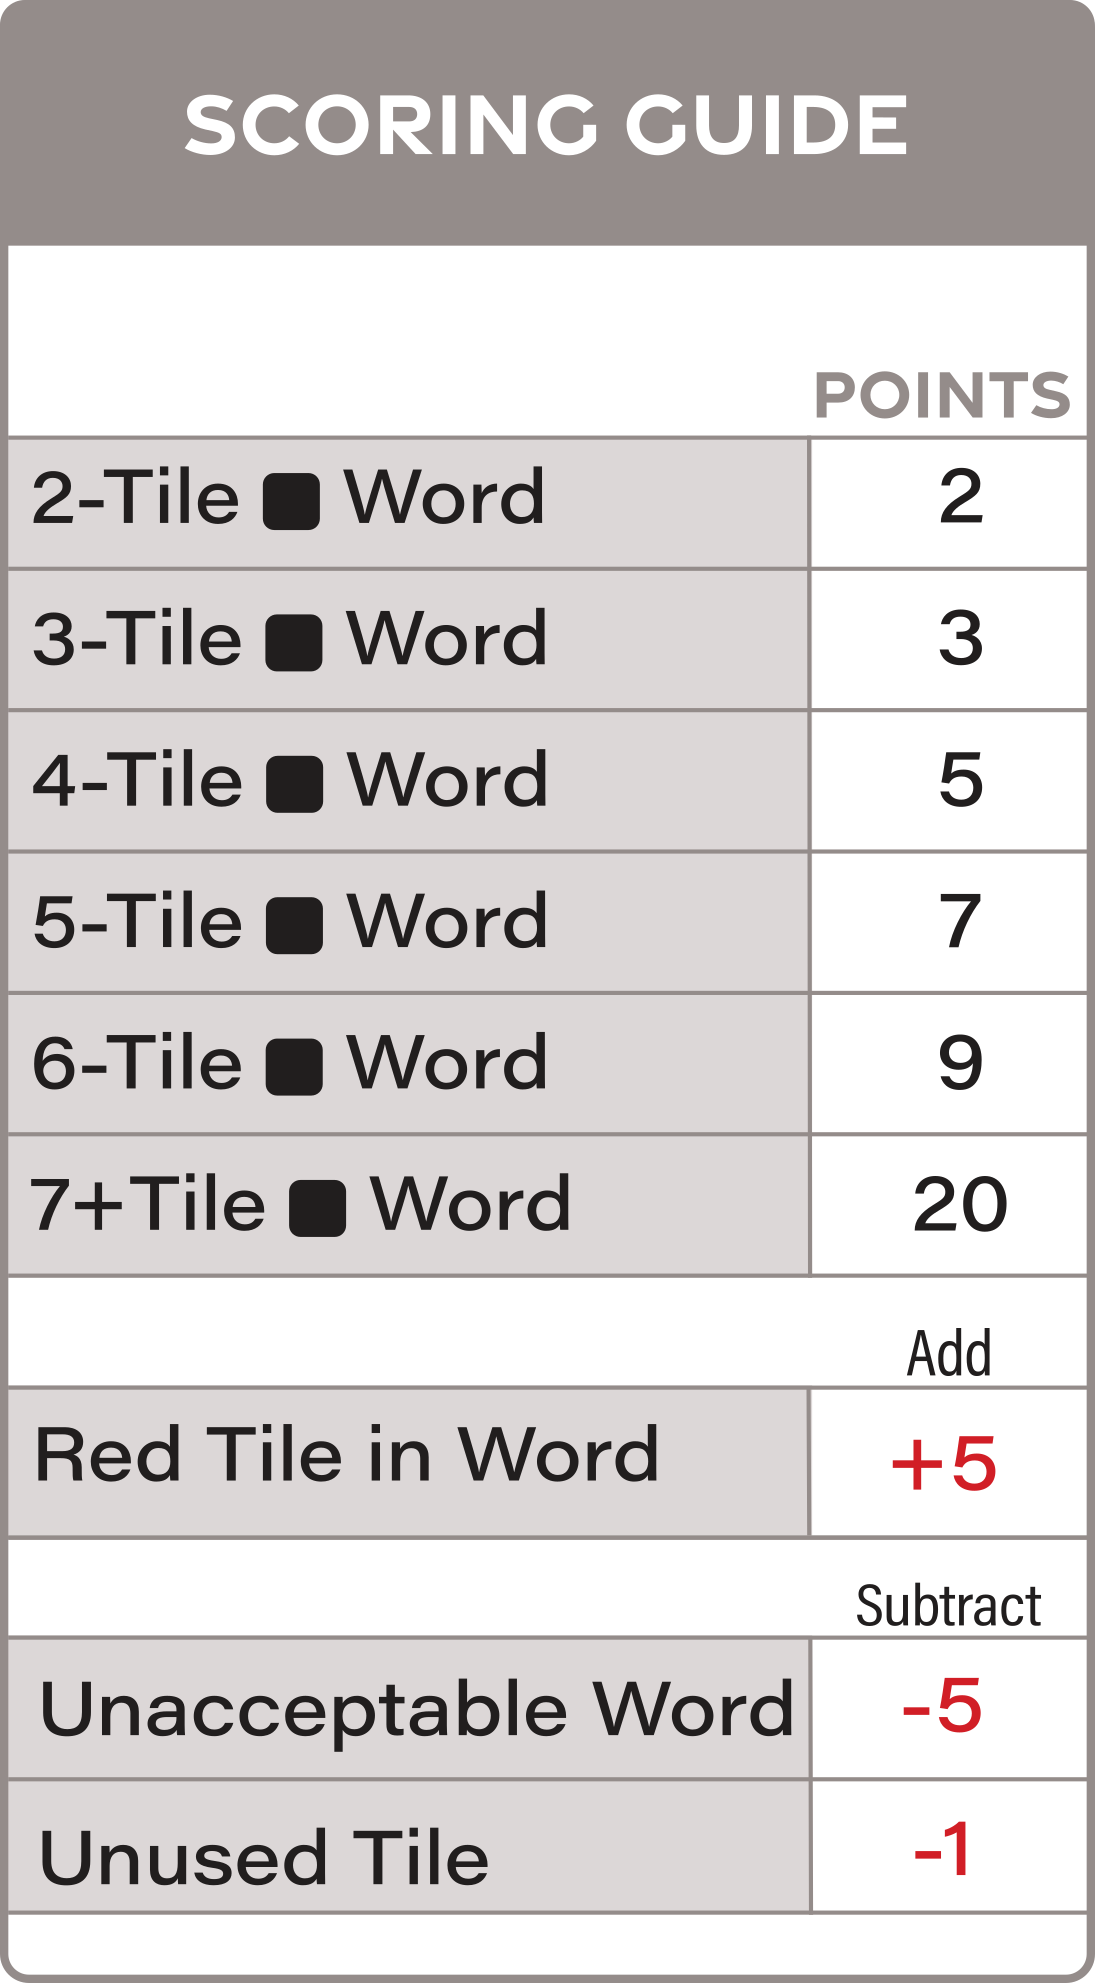 SCORING GUIDE
POINTS
2-Tile ■ Word 2
3-Tile ■ Word 3
4-Tile ■ Word 5
5-Tile ■ Word 7
6-Tile ■ Word 9
7+Tile ■ Word 20
Add
Red Tile in Word +5
Subtract
Unacceptable Word -5
Unused Tile -1